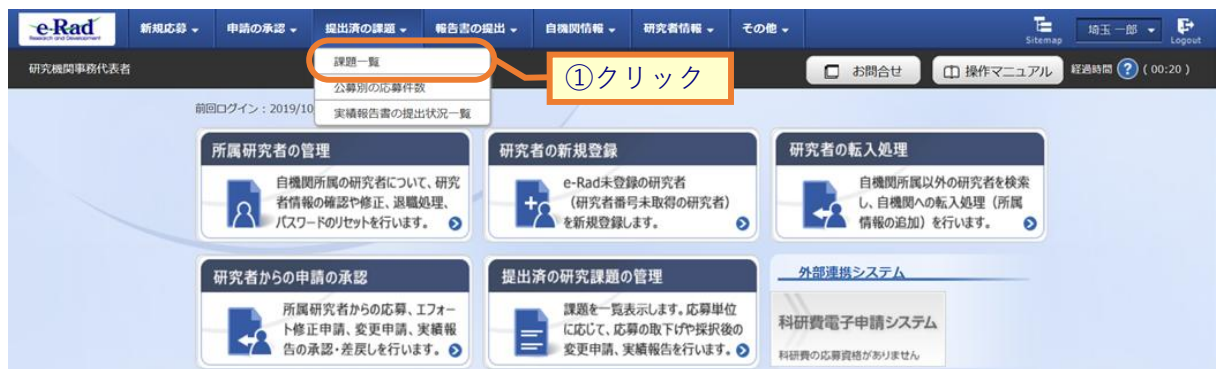 e-Rad
Research and Development
新規応募
申請の承認
提出済の課題
報告書の提出
自機関情報
研究者情報
その他
Sitemap
埼玉 一郎
Logout
研究機関事務代表者
課題一覧
公募別の応募件数
実績報告書の提出状況一覧
①クリック
お問合せ
操作マニュアル
経過時間 ? ( 00:20 )
前回ログイン：2019/10
所属研究者の管理
自機関所属の研究者について、研究
者情報の確認や修正、退職処理、
パスワードのリセットを行います。
研究者の新規登録
e-Rad未登録の研究者
（研究者番号未取得の研究者）
を新規登録します。
研究者の転入処理
自機関所属以外の研究者を検索
し、自機関への転入処理（所属
情報の追加）を行います。
研究者からの申請の承認
所属研究者からの応募、エフォー
ト修正申請、変更申請、実績報
告の承認・差戻しを行います。
提出済の研究課題の管理
課題を一覧表示します。応募単位
に応じて、応募の取下げや採択後の
変更申請、実績報告を行います。
外部連携システム
科研費電子申請システム
科研費の応募資格がありません